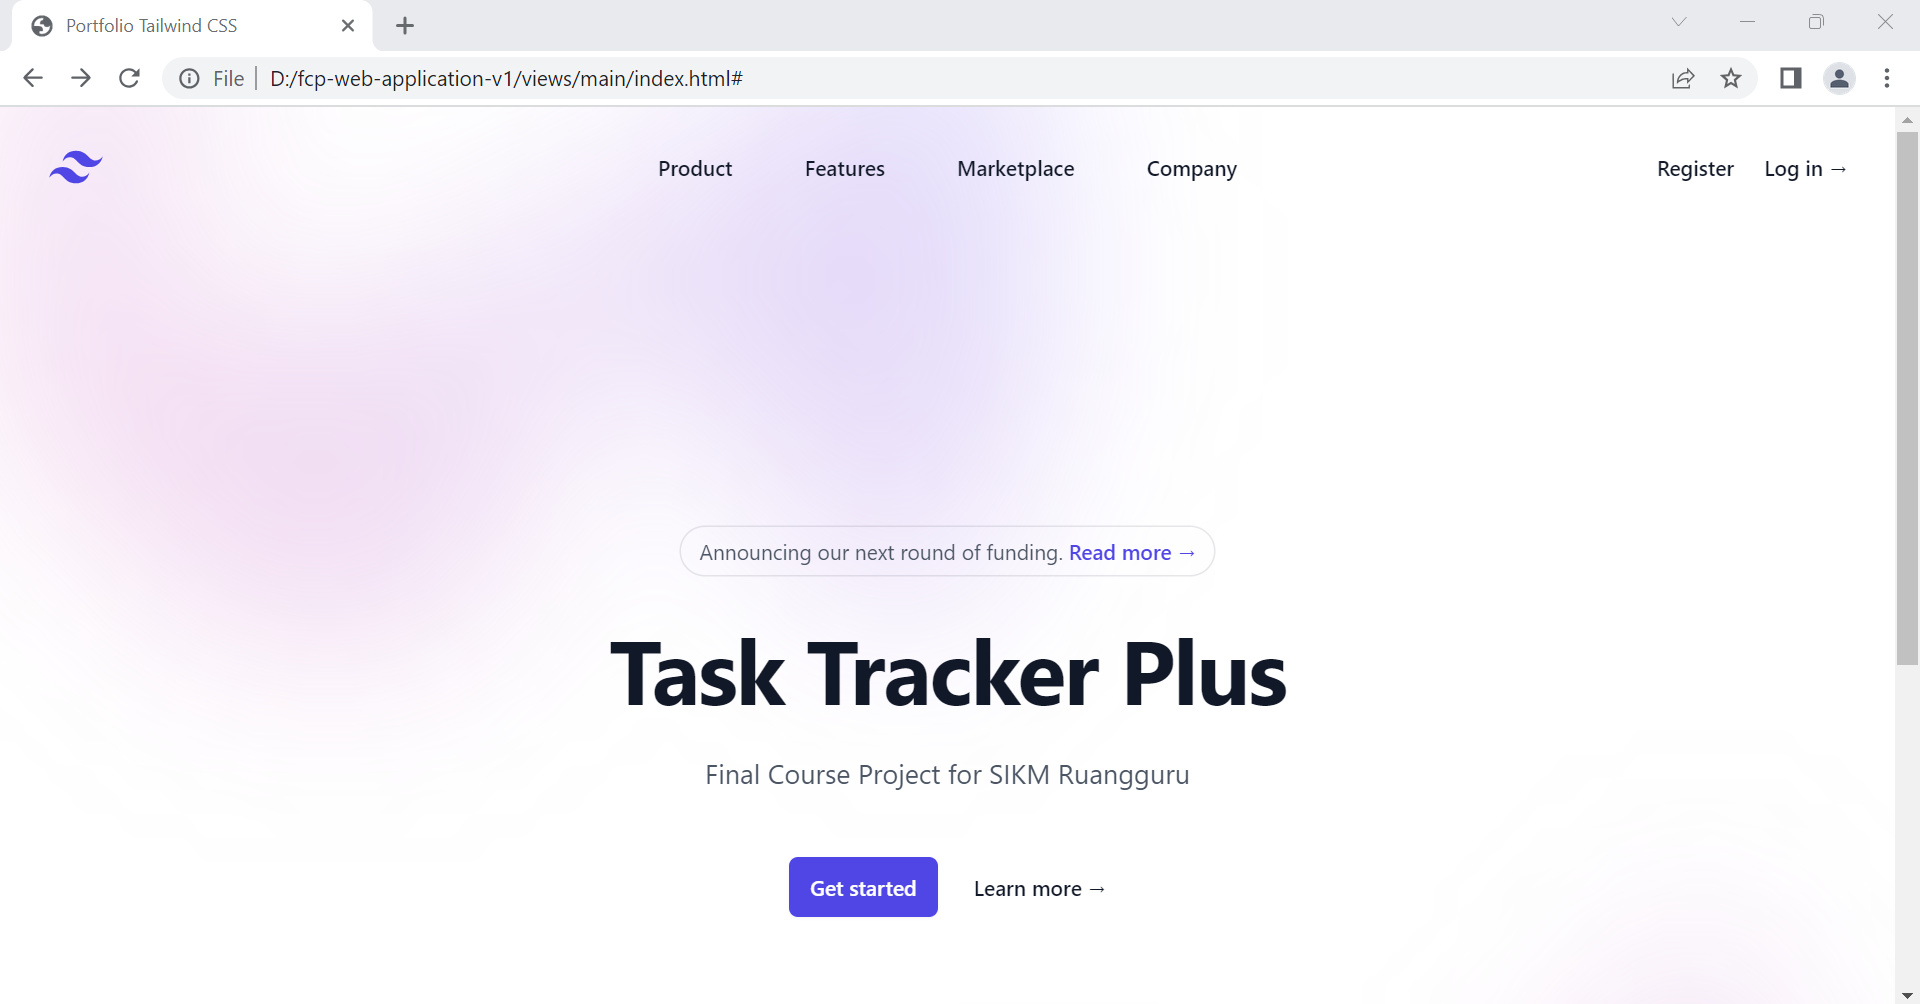 Portfolio Tailwind CSS
File D:/fcp-web-application-v1/views/main/index.html#
Product Features Marketplace Company Register Log in →
Announcing our next round of funding. Read more →
Task Tracker Plus
Final Course Project for SIKM Ruangguru
Get started Learn more →